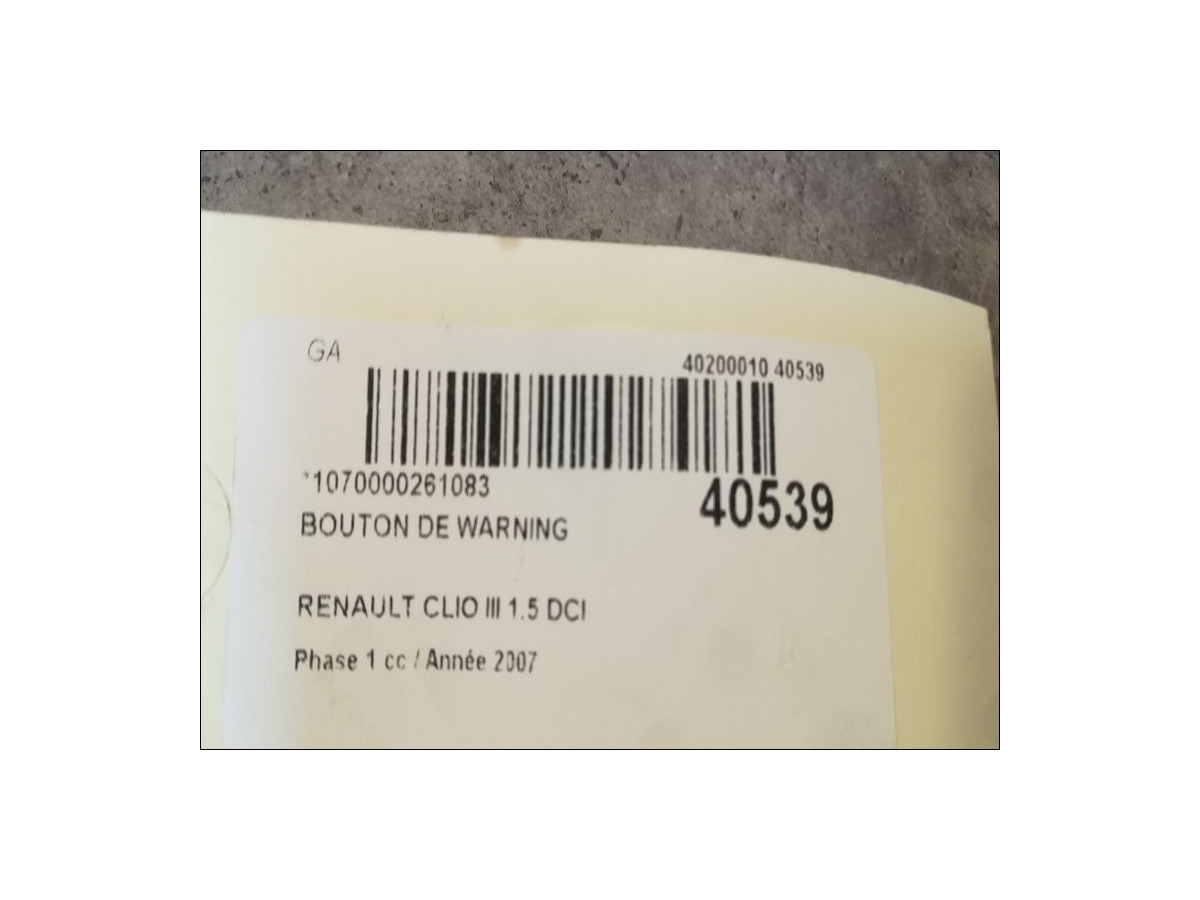 GA
40200010 40539
*1070000261083
40539
BOUTON DE WARNING
RENAULT CLIO III 1.5 DCI
Phase 1 cc / Année 2007